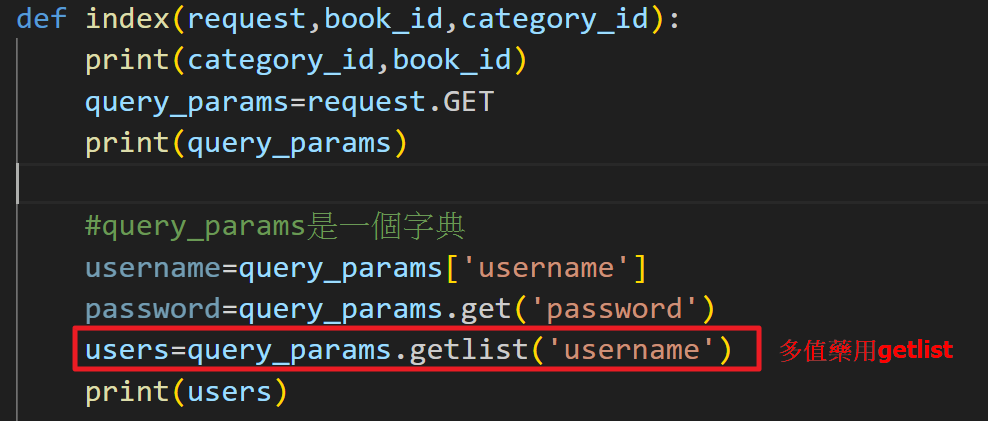 def index(request,book_id,category_id):
print(category_id,book_id)
query_params=request.GET
print(query_params)
#query_params是一個字典
username=query_params['username']
password=query_params.get('password')
users=query_params.getlist('username')
多值藥用getlist
print(users)